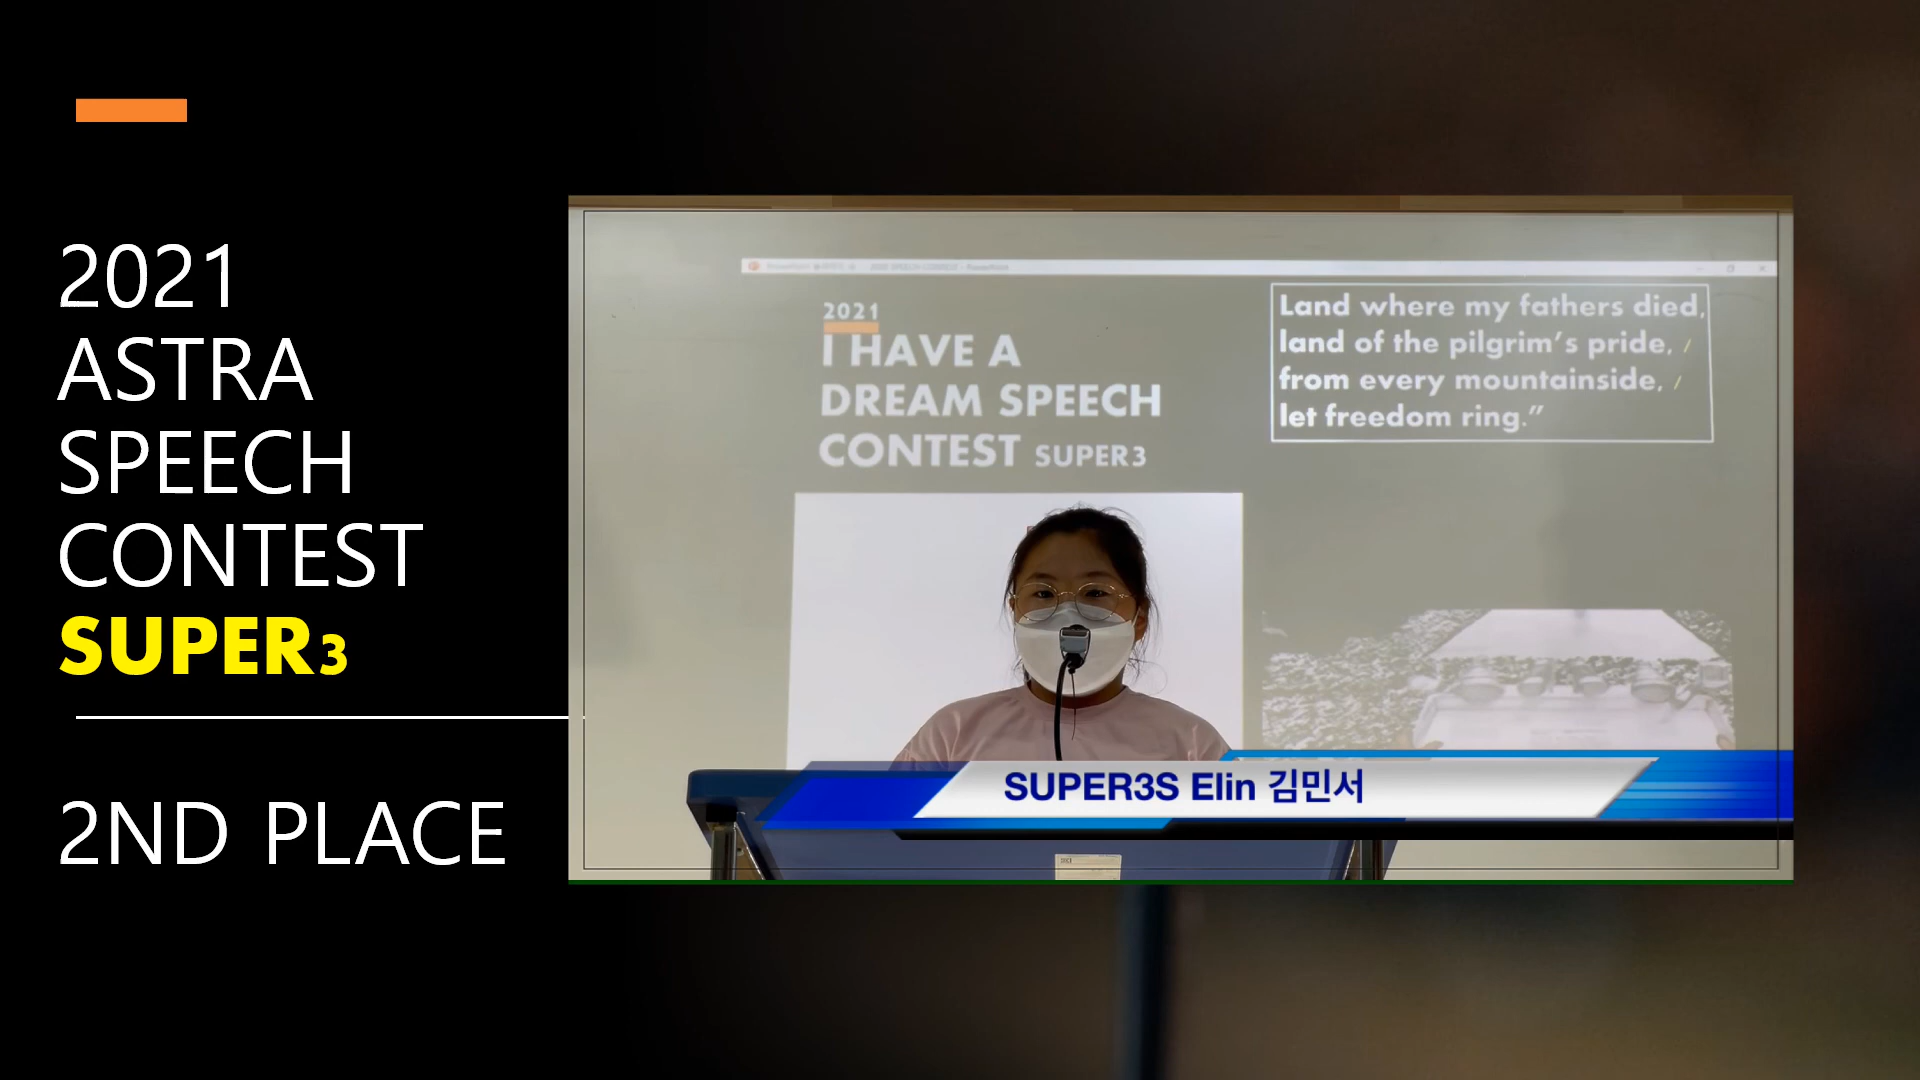 2021
ASTRA
SPEECH
CONTEST
SUPER3
2ND PLACE
2021
I HAVE A
DREAM SPEECH
CONTEST SUPER3
Land where my fathers died,
land of the pilgrim's pride, /
from every mountainside, /
let freedom ring.”
SUPER3S Elin 김민서